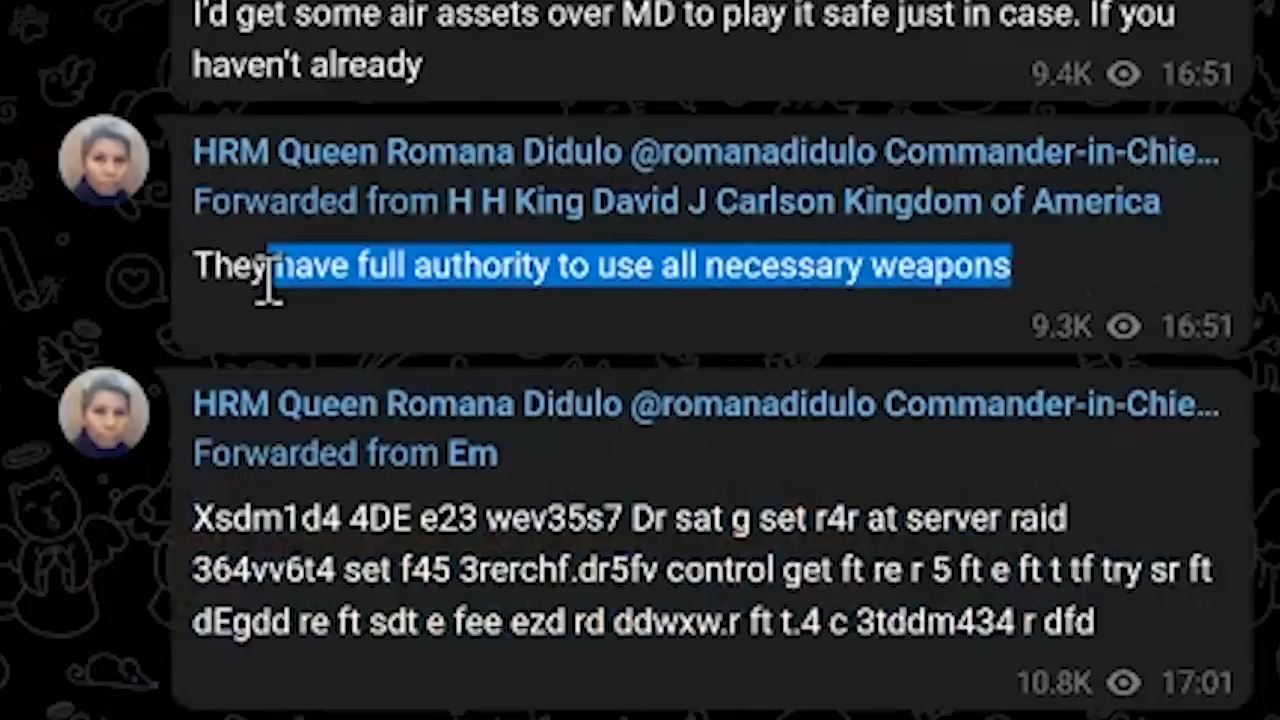 I'd get some air assets over MD to play it safe just in case. If you
haven't already
9.4K 16:51
HRM Queen Romana Didulo @romanadidulo Commander-in-Chie...
Forwarded from H H King David J Carlson Kingdom of America
They have full authority to use all necessary weapons
9.3K 16:51
HRM Queen Romana Didulo @romanadidulo Commander-in-Chie...
Forwarded from Em
Xsdm1d4 4DE e23 wev35s7 Dr sat g set r4r at server raid
364vv6t4 set f45 3rerchf.dr5fv control get ft re r 5 ft e ft t tf try sr ft
dEgdd re ft sdt e fee ezd rd ddwxw.r ft t.4 c 3tddm434 r dfd
10.8K 17:01